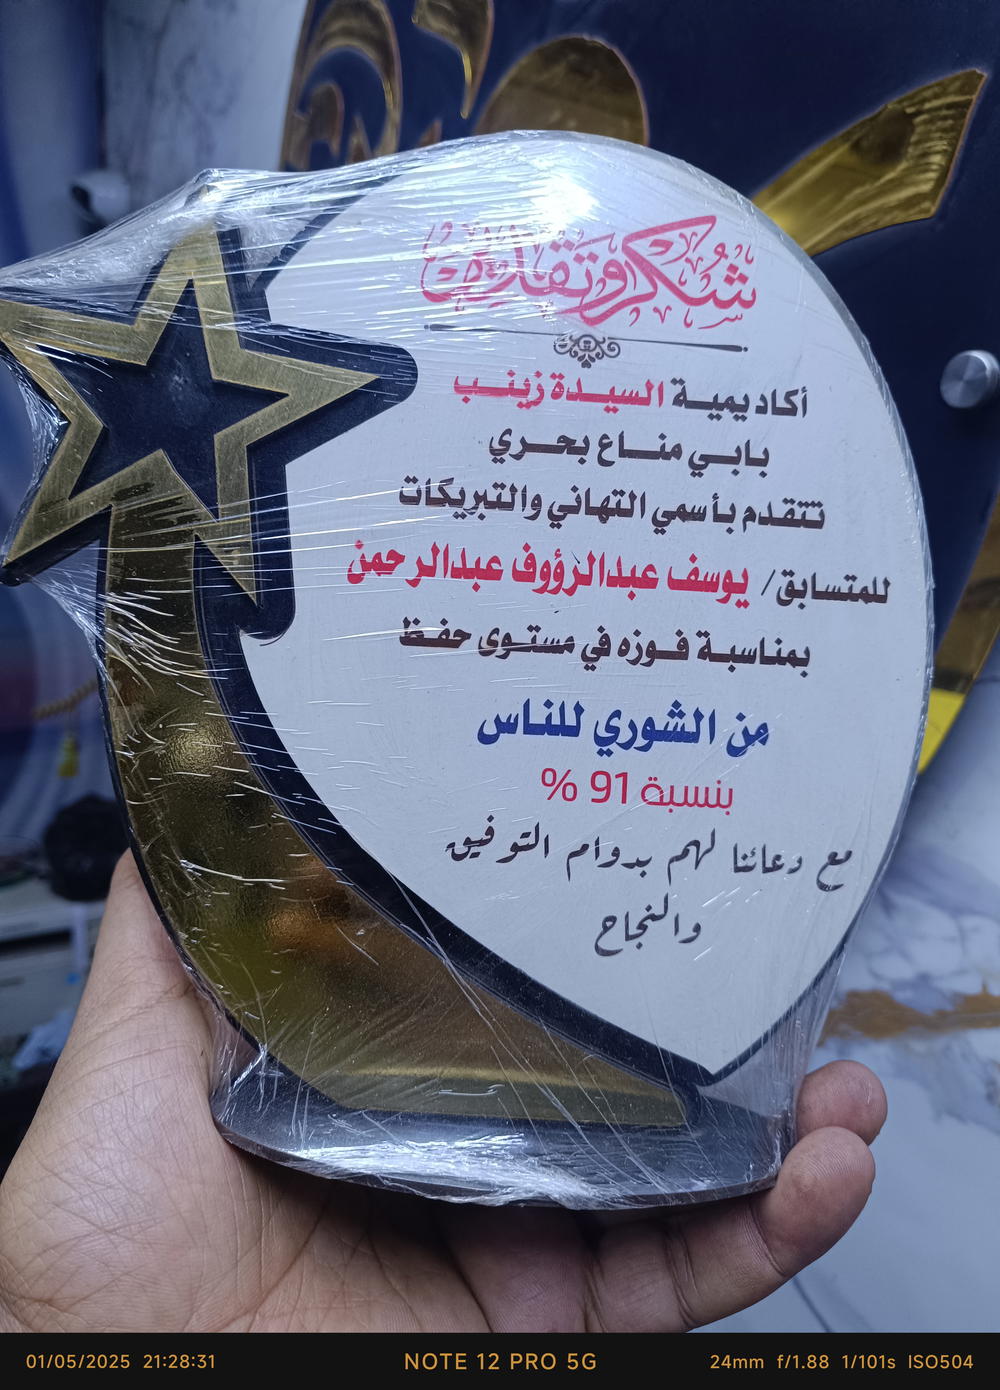 شكر وتقدير
أكاديمية السيدة زينب
بابي مناع بحري
تتقدم بأسمي التهاني والتبريكات
للمتسابق/ يوسف عبدالرؤوف عبدالرحمن
بمناسبة فوزه في مستوى حفظ
من الشوري للناس
بنسبة 91 %
مع دعائنا لهم بدوام التوفيق
والنجاح
01/05/2025 21:28:31 NOTE 12 PRO 5G 24mm f/1.88 1/101s ISO504